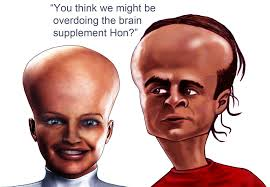 “You think we might be
overdoing the brain
supplement Hon?”